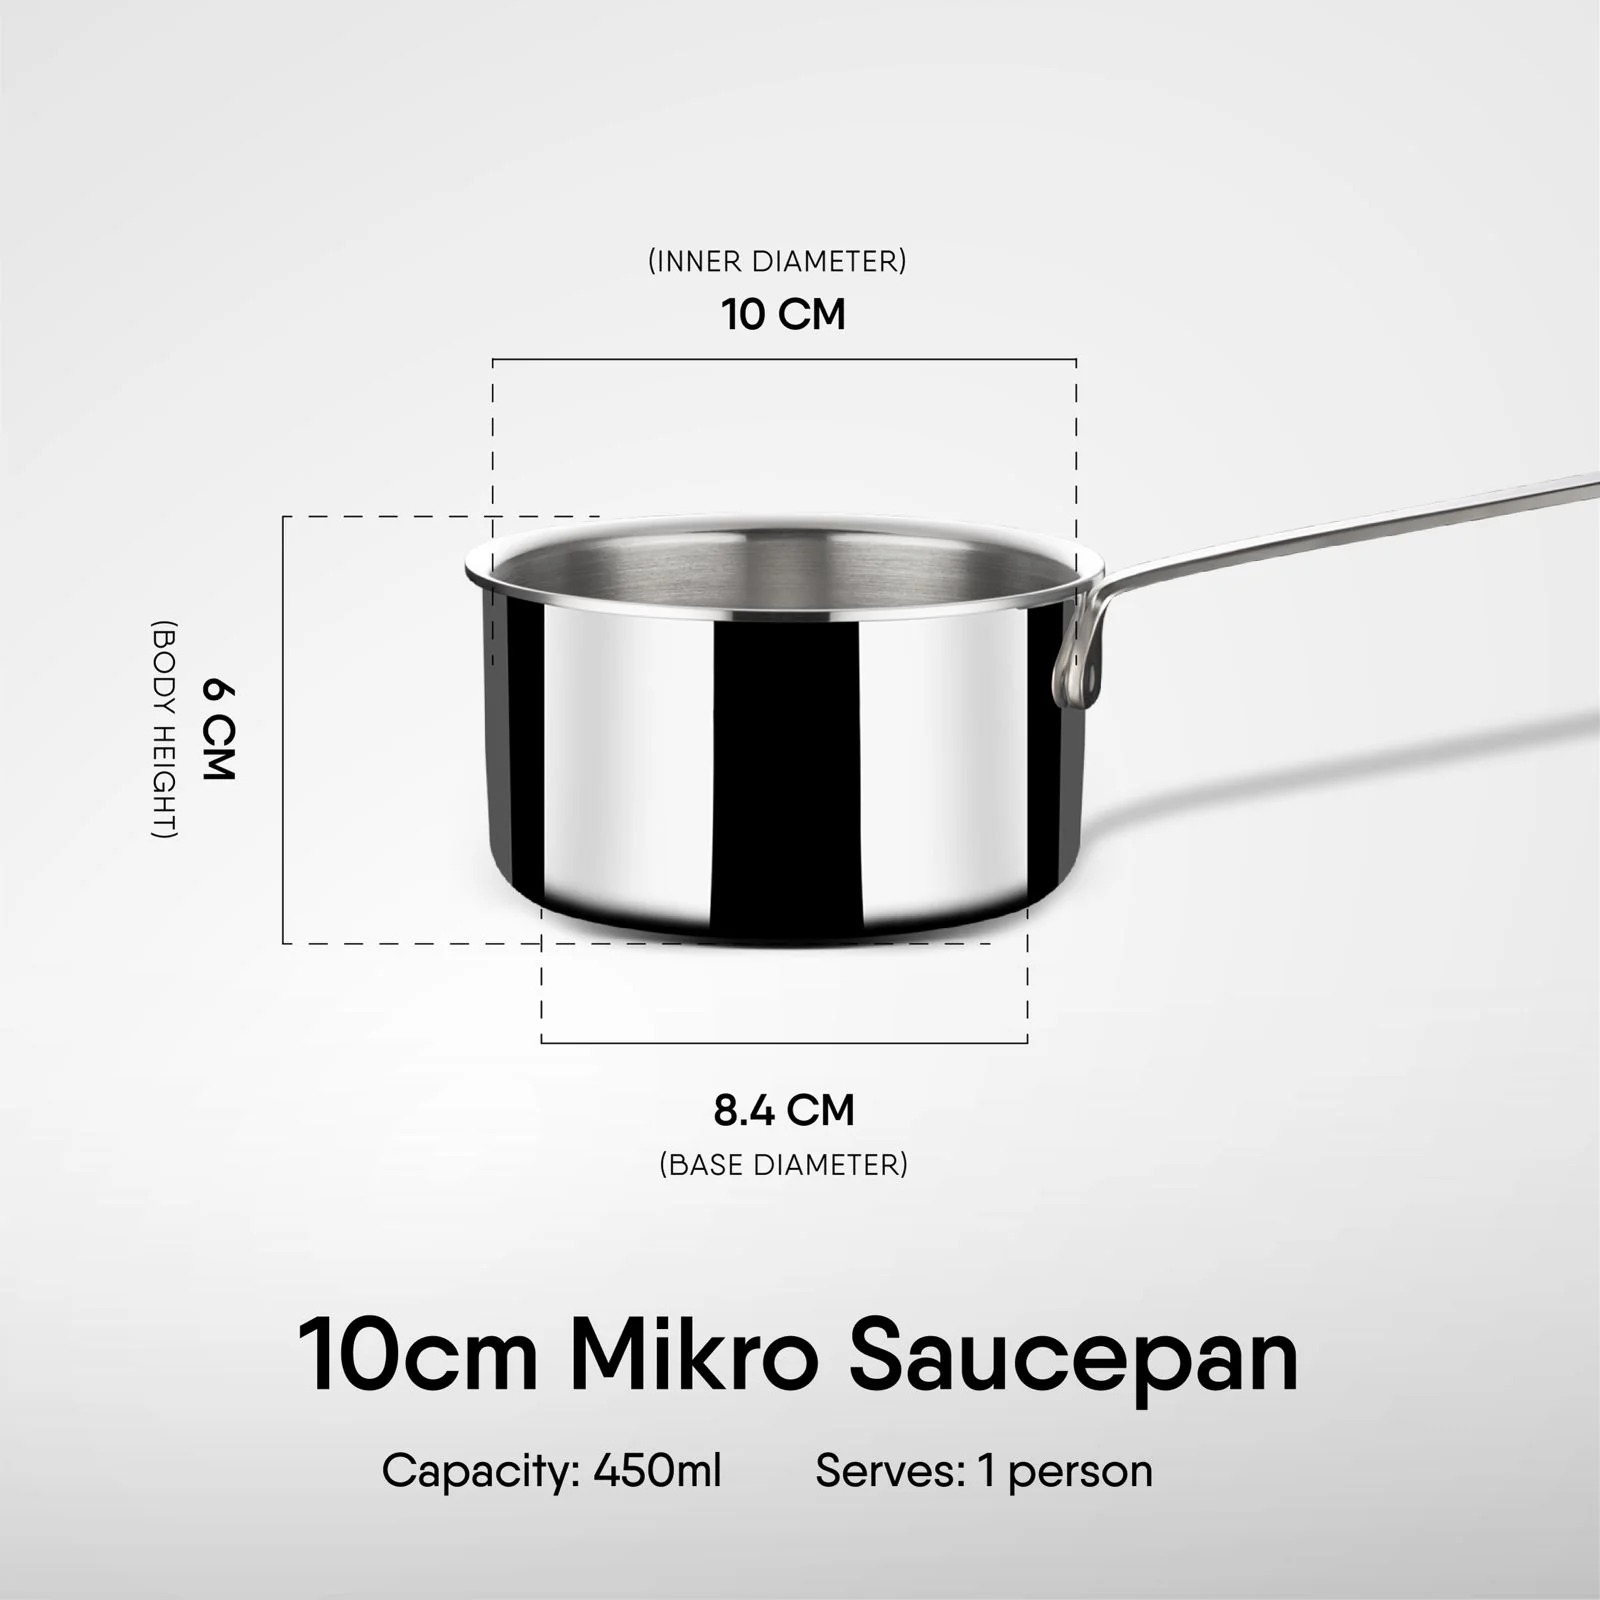 (INNER DIAMETER)
10 CM
6 CM
(BODY HEIGHT)
8.4 CM
(BASE DIAMETER)
10cm Mikro Saucepan
Capacity: 450ml Serves: 1 person